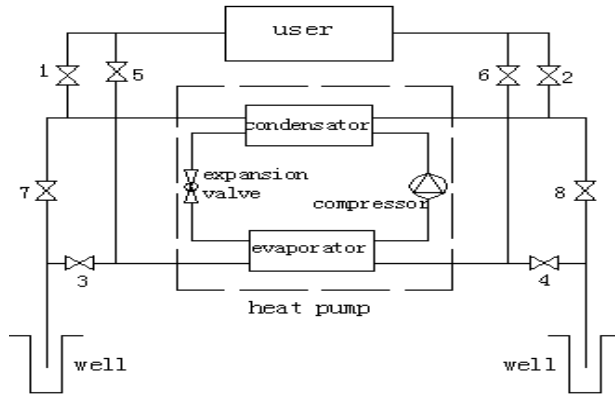 user
1
5
6
2
condensator
expansion
valve
compressor
7
8
evaporator
3
4
heat pump
well
well